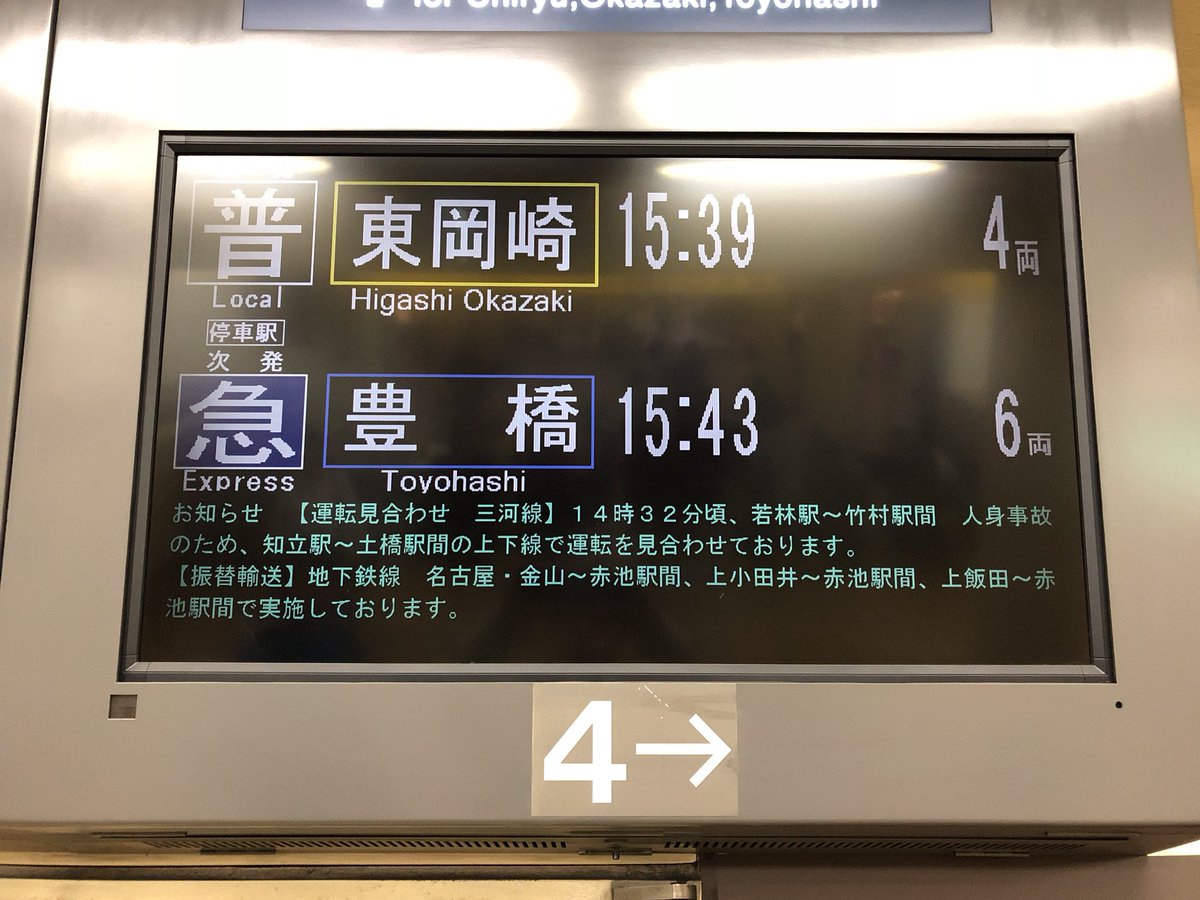 for Chiryu,Okazaki,Toyohashi
普 東岡崎 15:39 4両
Local Higashi Okazaki
停車駅
次 発
急 豊 橋 15:43 6両
Express Toyohashi
お知らせ 【運転見合わせ 三河線】14時32分頃、若林駅～竹村駅間 人身事故
のため、知立駅～土橋駅間の上下線で運転を見合わせております。
【振替輸送】地下鉄線 名古屋・金山～赤池駅間、上小田井～赤池駅間、上飯田～赤
池駅間で実施しております。
4→